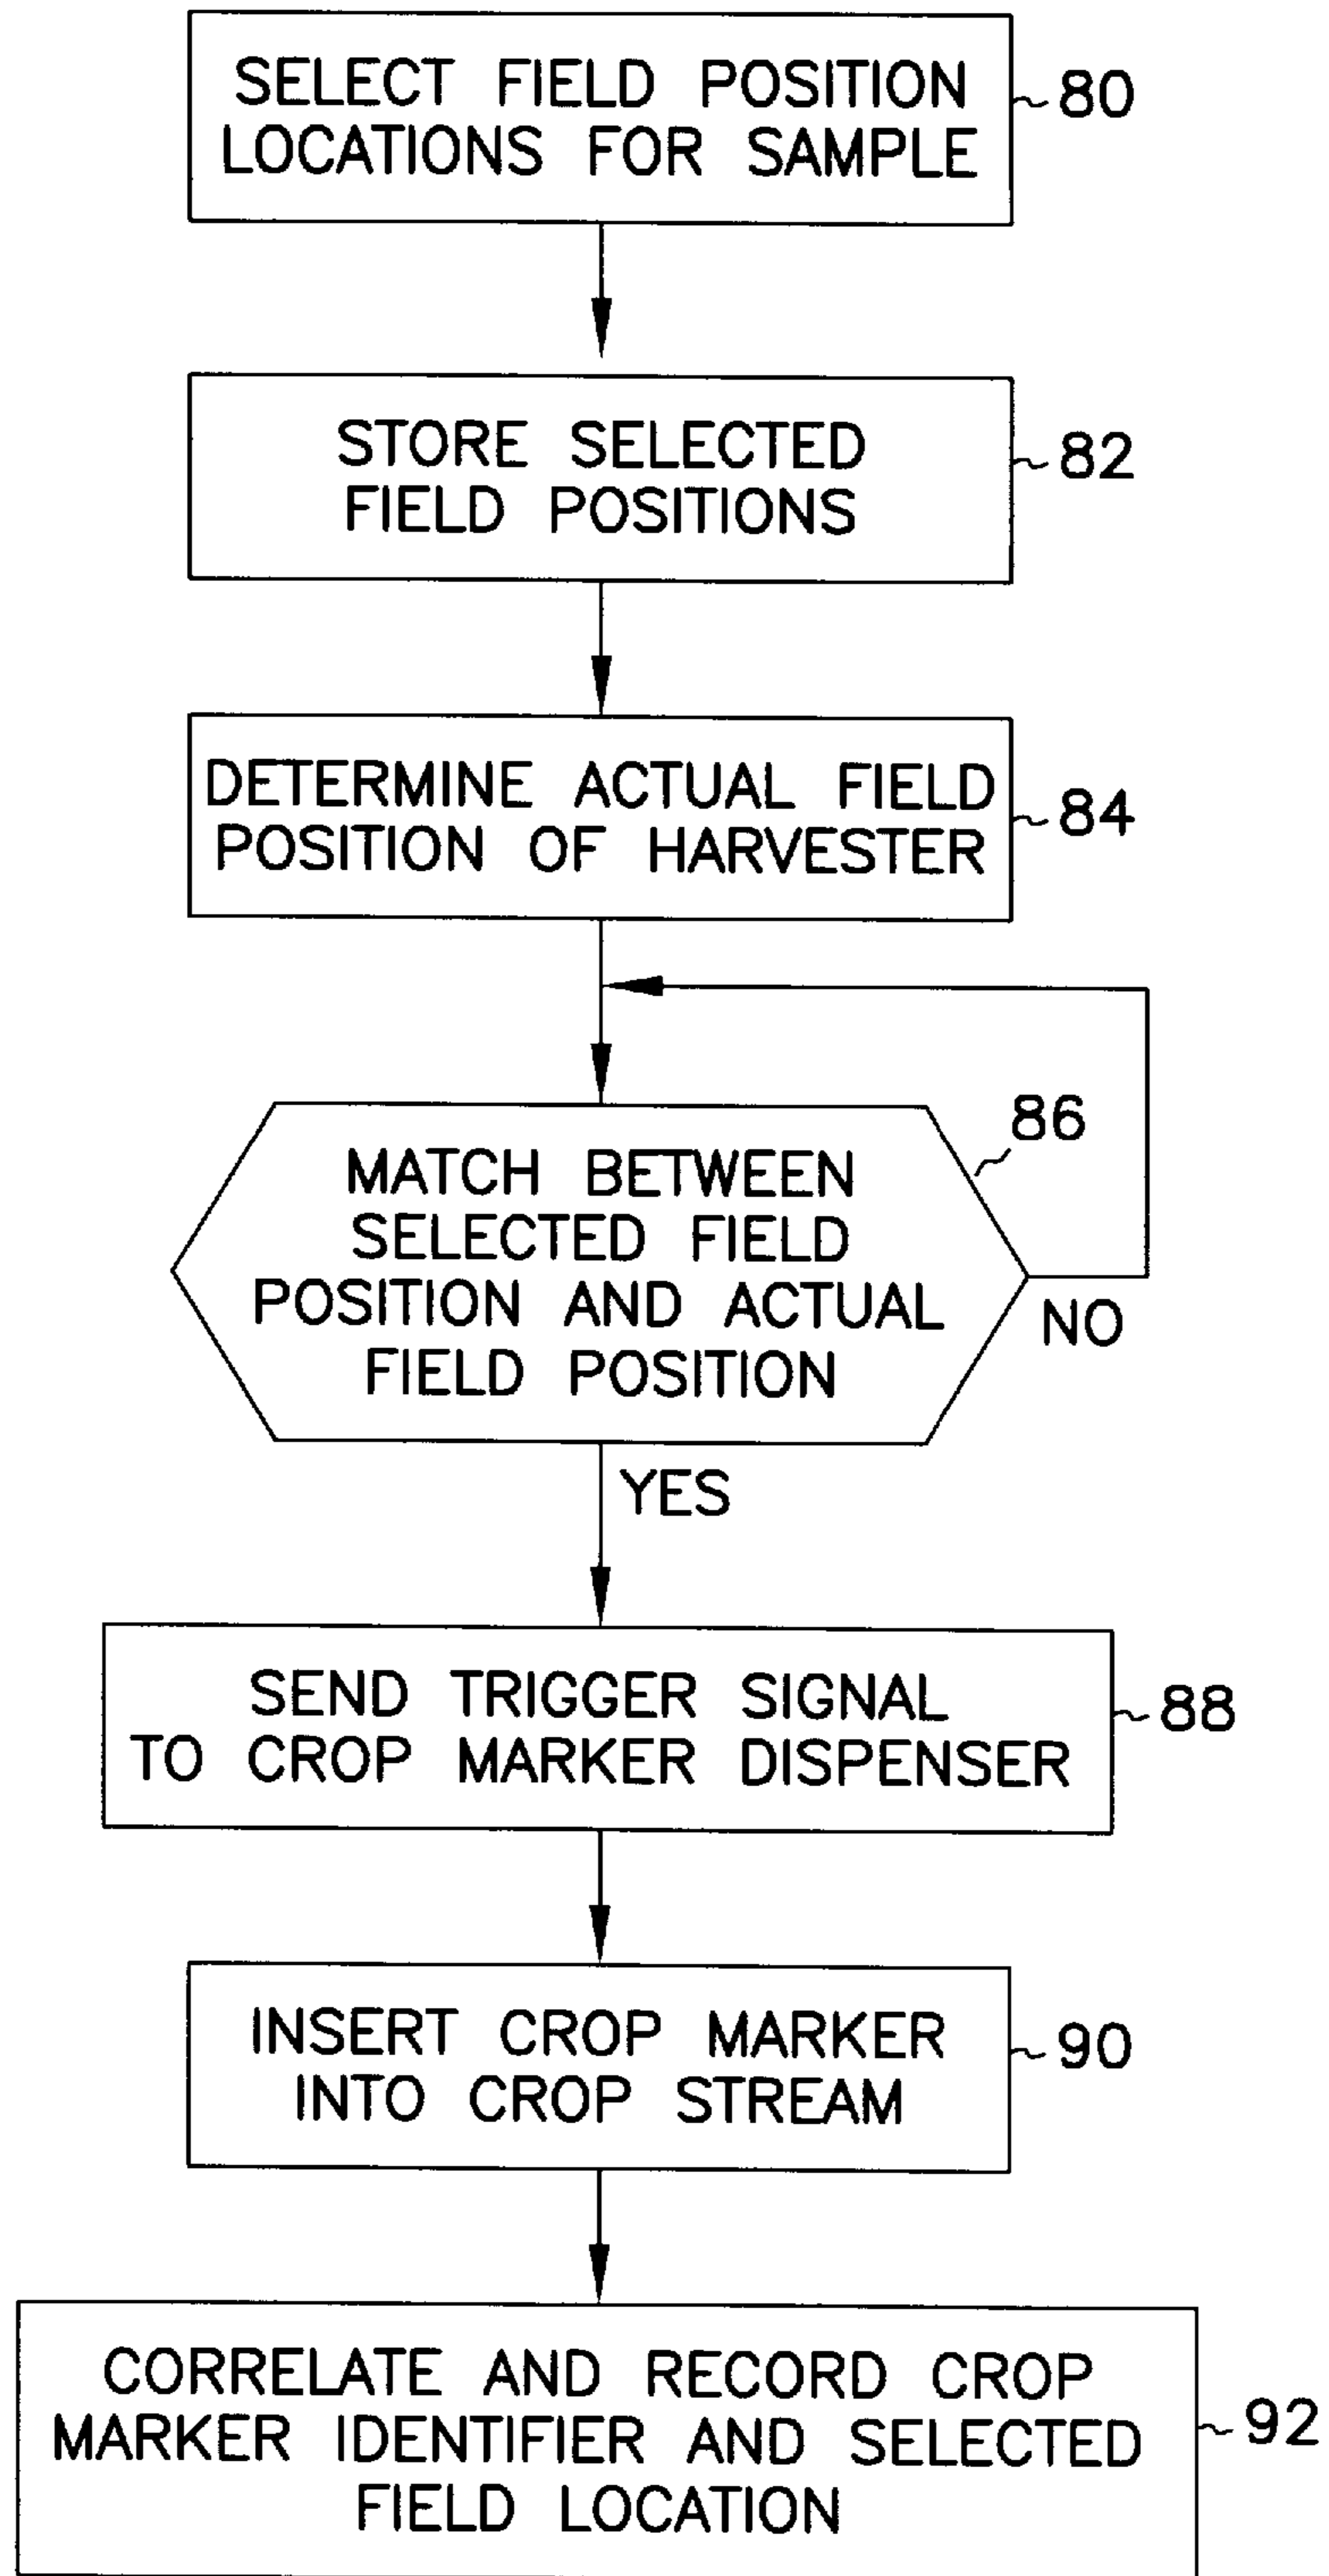 SELECT FIELD POSITION
LOCATIONS FOR SAMPLE
80
STORE SELECTED
FIELD POSITIONS
82
DETERMINE ACTUAL FIELD
POSITION OF HARVESTER
84
86
MATCH BETWEEN
SELECTED FIELD
POSITION AND ACTUAL
FIELD POSITION
NO
YES
SEND TRIGGER SIGNAL
TO CROP MARKER DISPENSER
88
INSERT CROP MARKER
INTO CROP STREAM
90
CORRELATE AND RECORD CROP
MARKER IDENTIFIER AND SELECTED
FIELD LOCATION
92